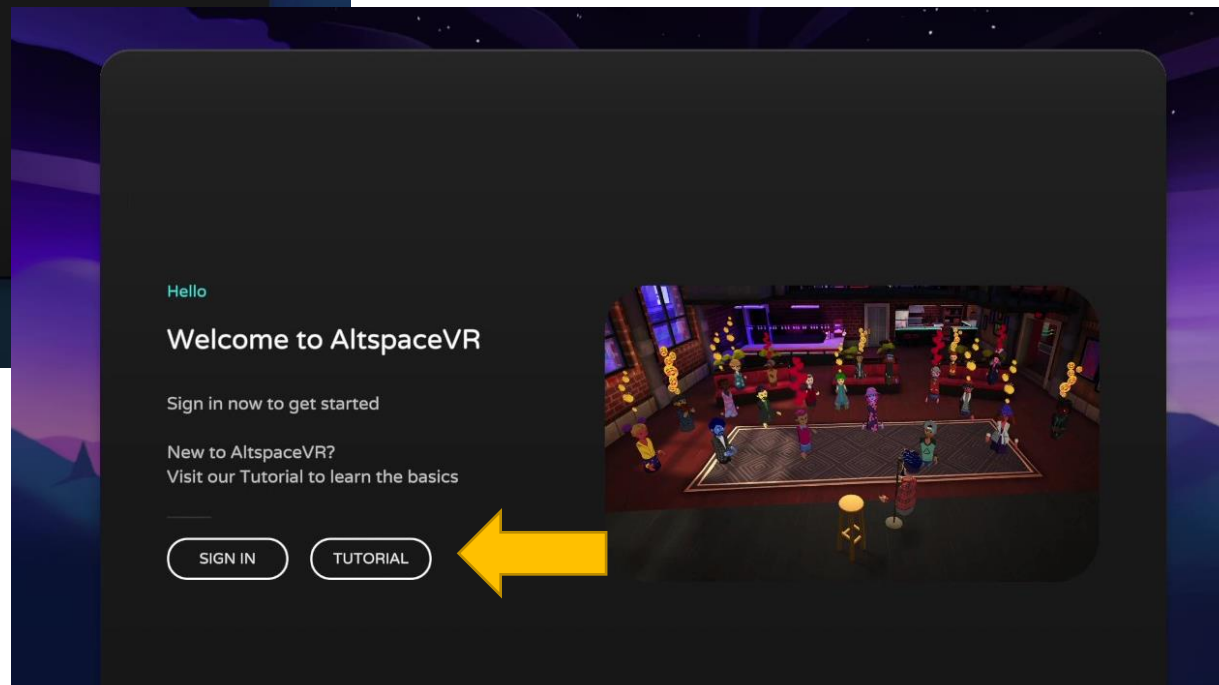 Hello
Welcome to AltspaceVR
Sign in now to get started
New to AltspaceVR?
Visit our Tutorial to learn the basics
SIGN IN
TUTORIAL